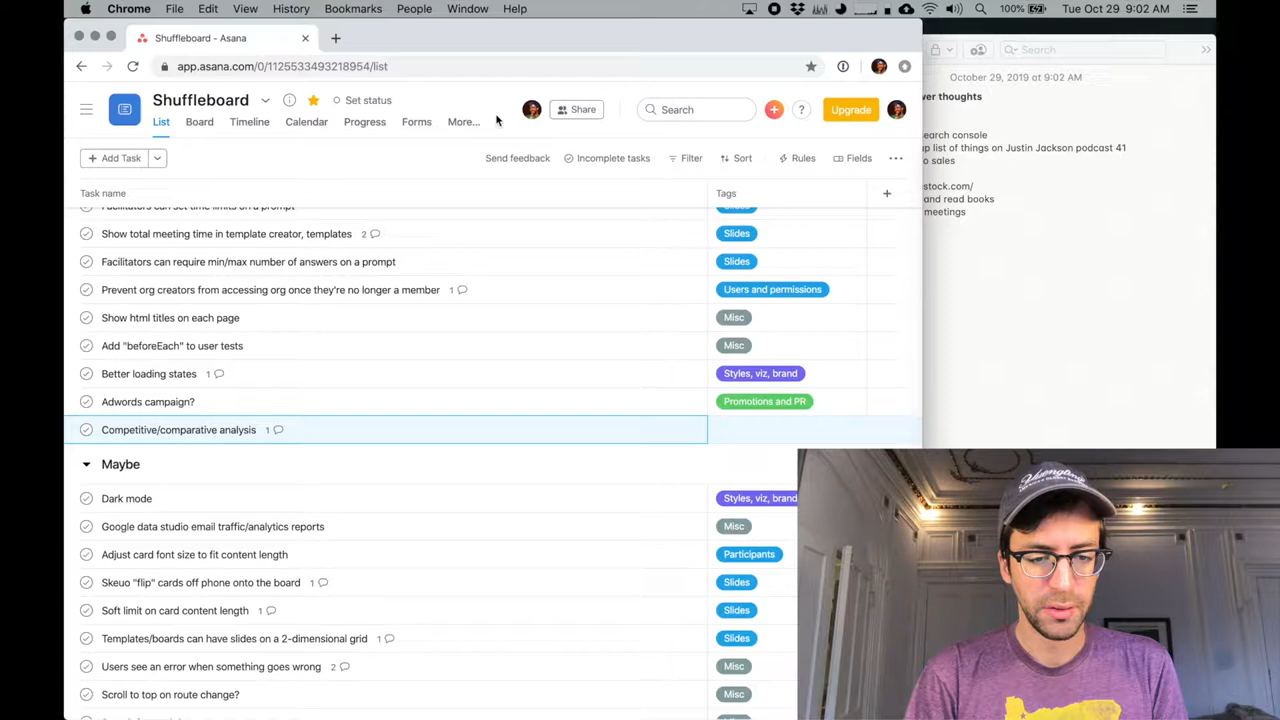 Chrome File Edit View History Bookmarks People Window Help 100% Tue Oct 29 9:02 AM
Shuffleboard - Asana
app.asana.com/0/1125533493218954/list
Search
October 29, 2019 at 9:02 AM
Shuffleboard Set status
Share Search Upgrade
List Board Timeline Calendar Progress Forms More...
Add Task Send feedback Incomplete tasks Filter Sort Rules Fields
Task name Tags
Facilitators can set time limits on a prompt Slides
Show total meeting time in template creator, templates 2 Slides
Facilitators can require min/max number of answers on a prompt Slides
Prevent org creators from accessing org once they're no longer a member 1 Users and permissions
Show html titles on each page Misc
Add "beforeEach" to user tests Misc
Better loading states 1 Styles, viz, brand
Adwords campaign? Promotions and PR
Competitive/comparative analysis 1
Maybe
Dark mode Styles, viz, brand
Google data studio email traffic/analytics reports Misc
Adjust card font size to fit content length Participants
Skeuo "flip" cards off phone onto the board 1 Slides
Soft limit on card content length 1 Slides
Templates/boards can have slides on a 2-dimensional grid 1 Slides
Users see an error when something goes wrong 2 Misc
Scroll to top on route change? Misc
thoughts
console
list of things on Justin Jackson podcast 41
sales
and read books
meetings
Yuengling